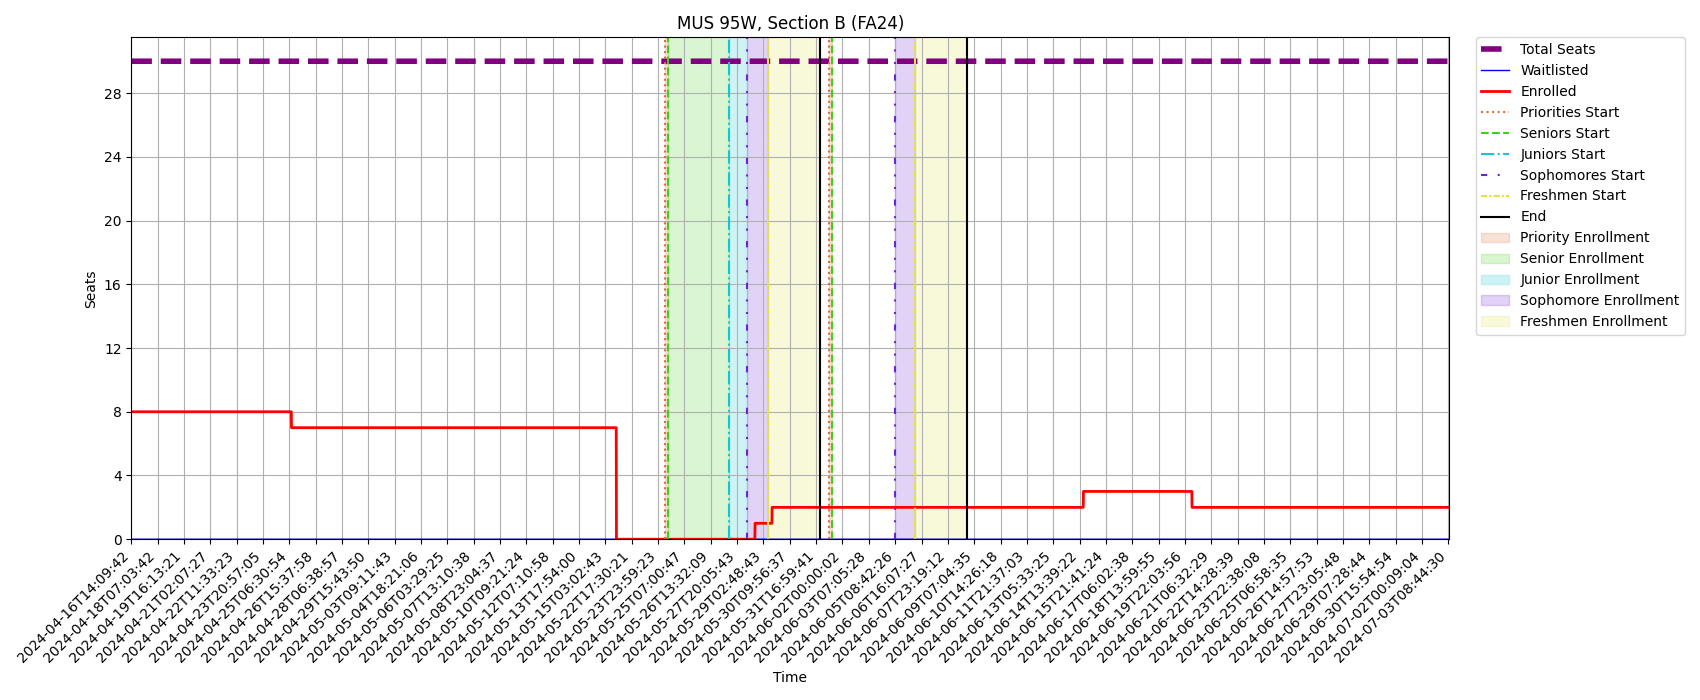 MUS 95W, Section B (FA24)
Total Seats
Waitlisted
Enrolled
Priorities Start
Seniors Start
Juniors Start
Sophomores Start
Freshmen Start
End
Priority Enrollment
Senior Enrollment
Junior Enrollment
Sophomore Enrollment
Freshmen Enrollment
Seats
28
24
20
16
12
8
4
0
2024-04-16T14:09:42
2024-04-18T07:03:42
2024-04-19T16:13:21
2024-04-21T02:07:27
2024-04-22T11:33:23
2024-04-23T20:57:05
2024-04-25T06:30:54
2024-04-26T15:37:58
2024-04-28T06:38:57
2024-04-29T15:43:50
2024-05-03T09:11:43
2024-05-04T18:21:06
2024-05-06T03:29:25
2024-05-07T13:10:38
2024-05-08T23:04:37
2024-05-10T09:21:24
2024-05-12T07:10:58
2024-05-13T17:54:00
2024-05-15T03:02:43
2024-05-22T17:30:21
2024-05-23T23:59:23
2024-05-25T07:00:47
2024-05-26T13:32:09
2024-05-27T20:05:43
2024-05-29T02:48:43
2024-05-30T09:56:37
2024-05-31T16:59:41
2024-06-02T00:00:02
2024-06-03T07:05:28
2024-06-05T08:42:26
2024-06-06T16:07:27
2024-06-07T23:19:12
2024-06-09T07:04:35
2024-06-10T14:26:18
2024-06-11T21:37:03
2024-06-13T05:33:25
2024-06-14T13:39:22
2024-06-15T21:41:24
2024-06-17T06:02:38
2024-06-18T13:59:55
2024-06-19T22:03:56
2024-06-21T06:32:29
2024-06-22T14:28:39
2024-06-23T22:38:08
2024-06-25T06:58:35
2024-06-26T14:57:53
2024-06-27T23:05:48
2024-06-29T07:28:44
2024-06-30T15:54:54
2024-07-02T00:09:04
2024-07-03T08:44:30
Time